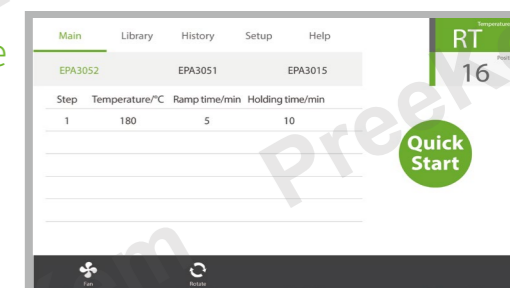 Main Library History Setup Help
Temperature
RT
EPA3052 EPA3051 EPA3015
16
Step Temperature/°C Ramp time/min Holding time/min
1 180 5 10
Quick
Start
Fan Rotate